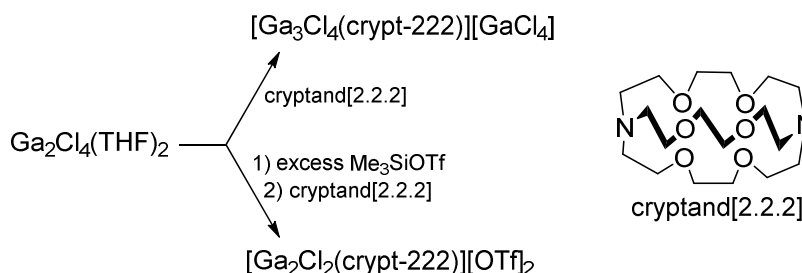 [Ga₃Cl₄(crypt-222)][GaCl₄]
cryptand[2.2.2]
Ga₂Cl₄(THF)₂
1) excess Me₃SiOTf
2) cryptand[2.2.2]
[Ga₂Cl₂(crypt-222)][OTf]₂
O O
N O O N
O O
cryptand[2.2.2]